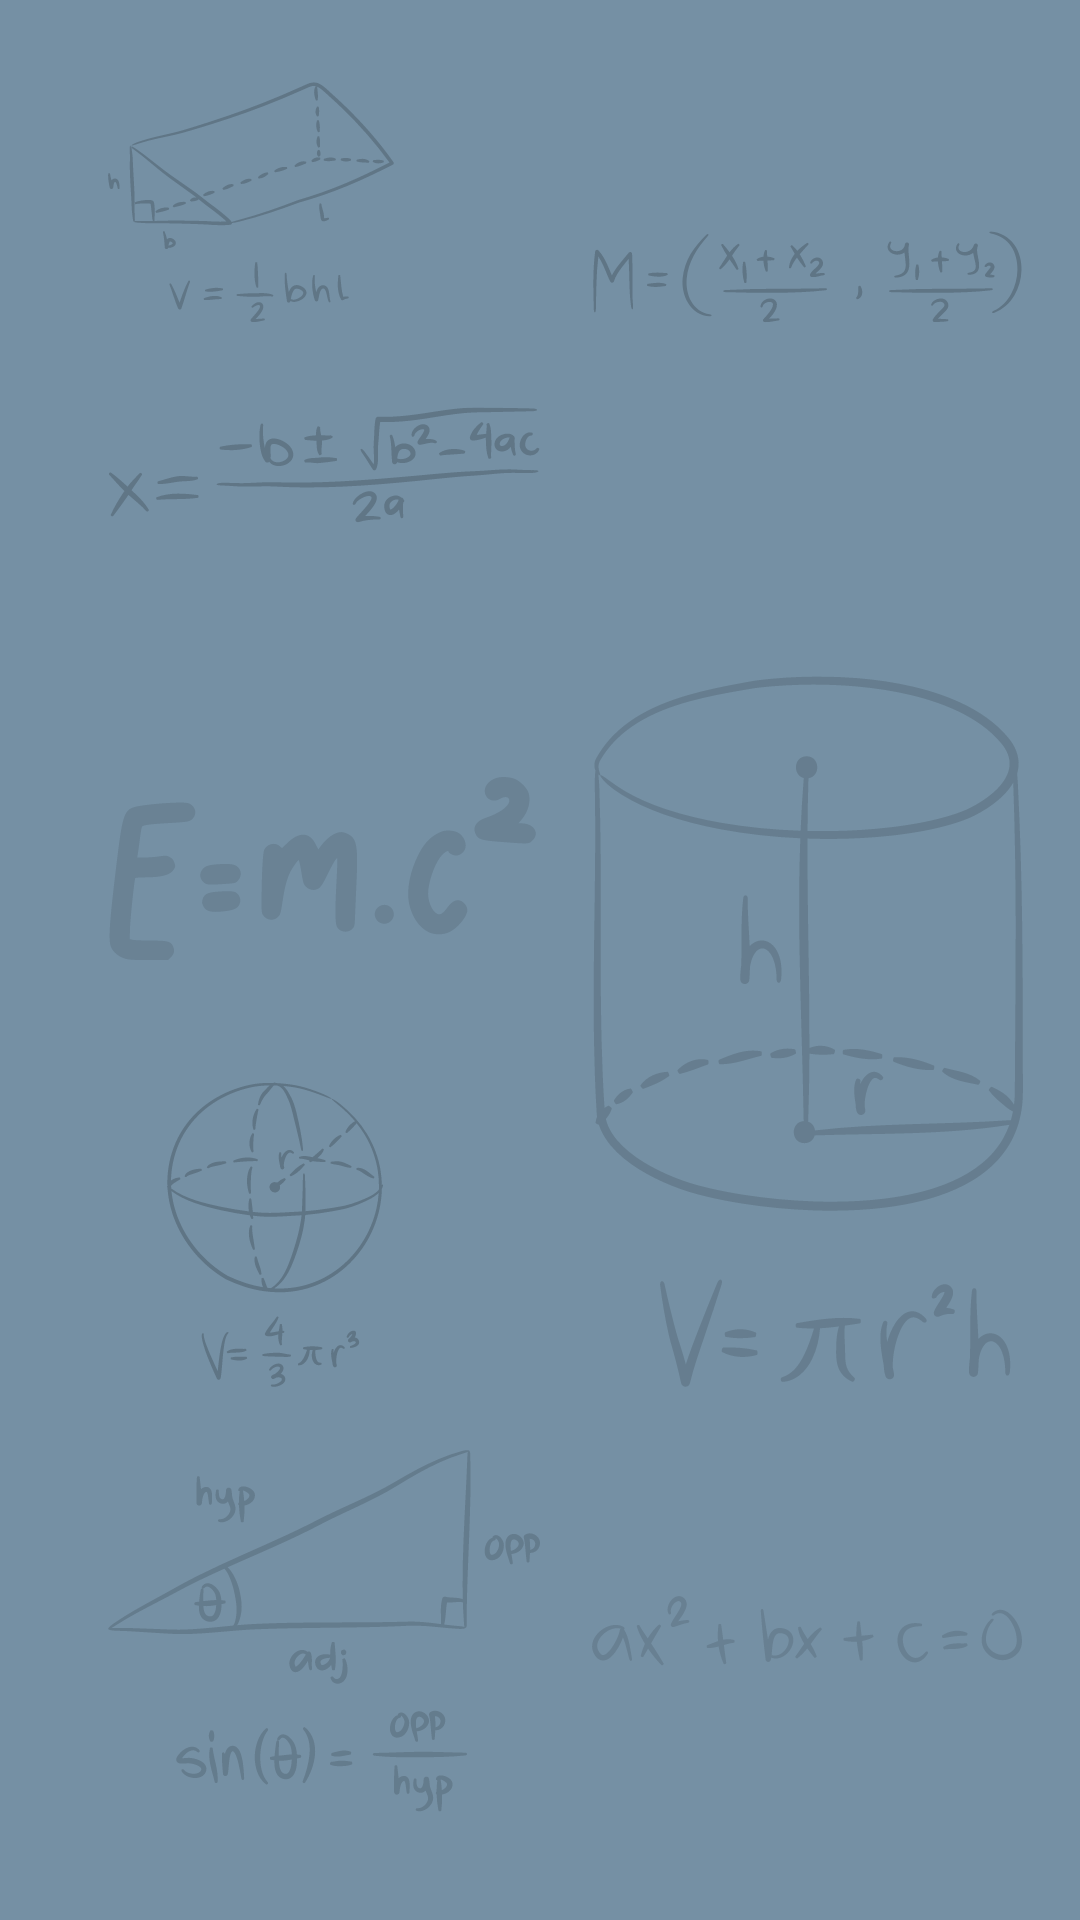 h
L
b
V = 1/2 bhL
M = (x₁ + x₂ / 2 , y₁ + y₂ / 2)
x = -b ± √b² - 4ac / 2a
E = m.c²
h
r
r
V = 4/3 πr³
V = πr²h
hyp
opp
θ
adj
ax² + bx + c = 0
sin(θ) = opp / hyp